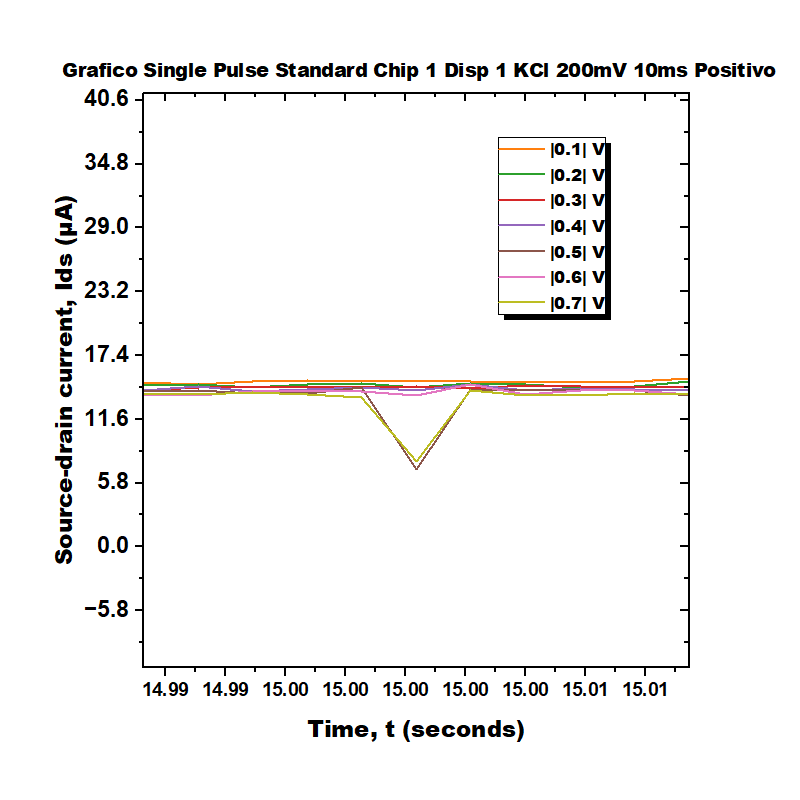 Grafico Single Pulse Standard Chip 1 Disp 1 KCl 200mV 10ms Positivo
40.6
34.8
29.0
23.2
17.4
11.6
5.8
0.0
−5.8
Source-drain current, Ids (μA)
|0.1| V
|0.2| V
|0.3| V
|0.4| V
|0.5| V
|0.6| V
|0.7| V
14.99 14.99 15.00 15.00 15.00 15.00 15.00 15.01 15.01
Time, t (seconds)